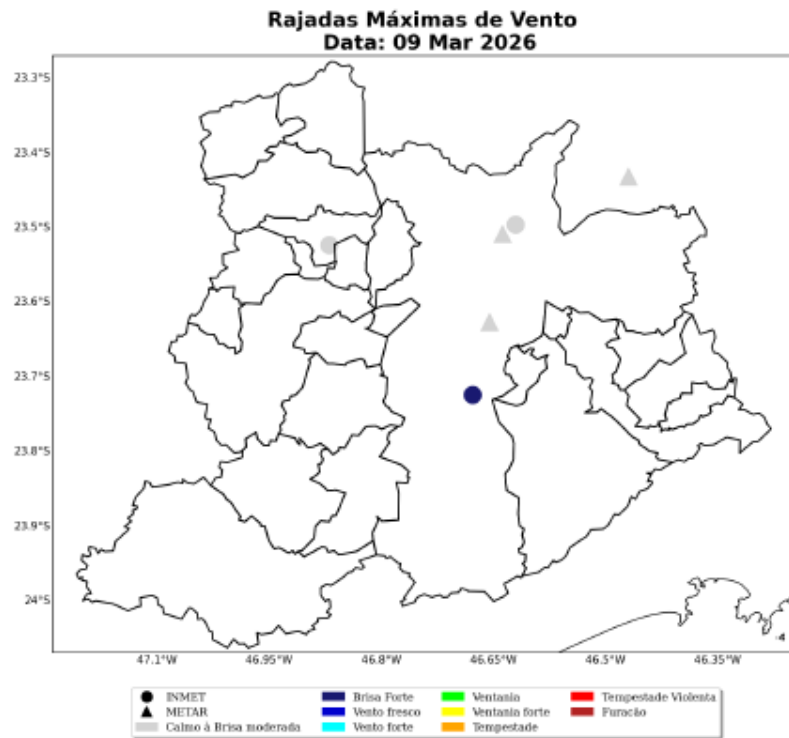 Rajadas Máximas de Vento
Data: 09 Mar 2026
23.3°S
23.4°S
23.5°S
23.6°S
23.7°S
23.8°S
23.9°S
24°S
47.1°W 46.95°W 46.8°W 46.65°W 46.5°W 46.35°W
-4
INMET Brisa Forte Ventania Tempestade Violenta
METAR Vento fresco Ventania forte Furacão
Calmo à Brisa moderada Vento forte Tempestade